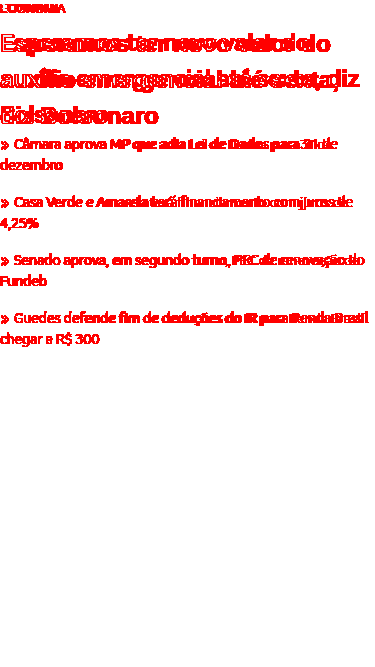 ECONOMIA
Esperamos ter novo valor do
auxílio emergencial até sexta, diz
Bolsonaro
» Câmara aprova MP que adia Lei de Dados para 31 de
dezembro
» Casa Verde e Amarela terá financiamento com juros de
4,25%
» Senado aprova, em segundo turno, PEC de renovação do
Fundeb
» Guedes defende fim de deduções do IR para Renda Brasil
chegar a R$ 300